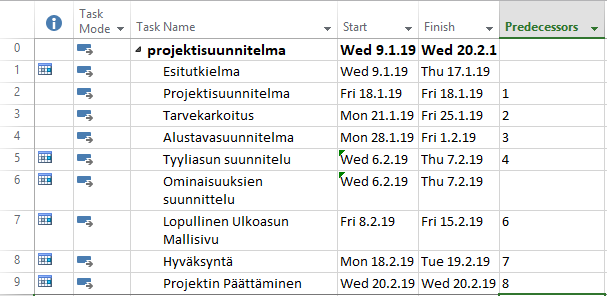 Task Mode Task Name Start Finish Predecessors
0 projektisuunnitelma Wed 9.1.19 Wed 20.2.1
1 Esitutkielma Wed 9.1.19 Thu 17.1.19
2 Projektisuunnitelma Fri 18.1.19 Fri 18.1.19 1
3 Tarvekarkoitus Mon 21.1.19 Fri 25.1.19 2
4 Alustavasuunnitelma Mon 28.1.19 Fri 1.2.19 3
5 Tyyliasun suunnitelu Wed 6.2.19 Thu 7.2.19 4
6 Ominaisuuksien Wed 6.2.19 Thu 7.2.19
suunnittelu
7 Lopullinen Ulkoasun Fri 8.2.19 Fri 15.2.19 6
Mallisivu
8 Hyväksyntä Mon 18.2.19 Tue 19.2.19 7
9 Projektin Päättäminen Wed 20.2.19 Wed 20.2.19 8